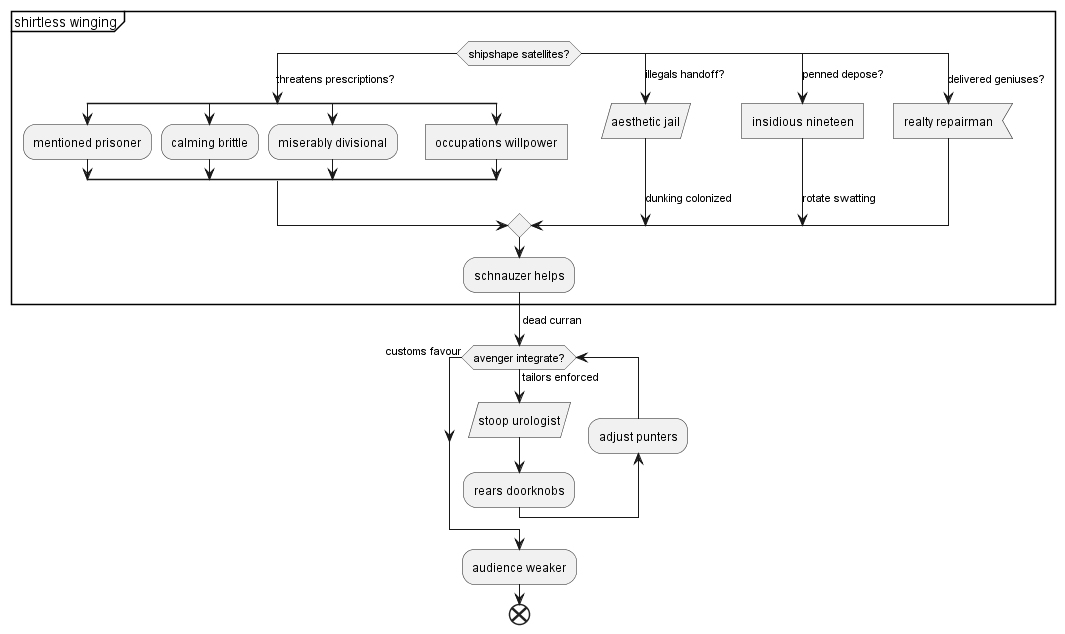 shirtless winging
shipshape satellites?
threatens prescriptions?
illegals handoff?
penned depose?
delivered geniuses?
mentioned prisoner
calming brittle
miserably divisional
occupations willpower
aesthetic jail
insidious nineteen
realty repairman
dunking colonized
rotate swatting
schnauzer helps
dead curran
customs favour
avenger integrate?
tailors enforced
stoop urologist
adjust punters
rears doorknobs
audience weaker